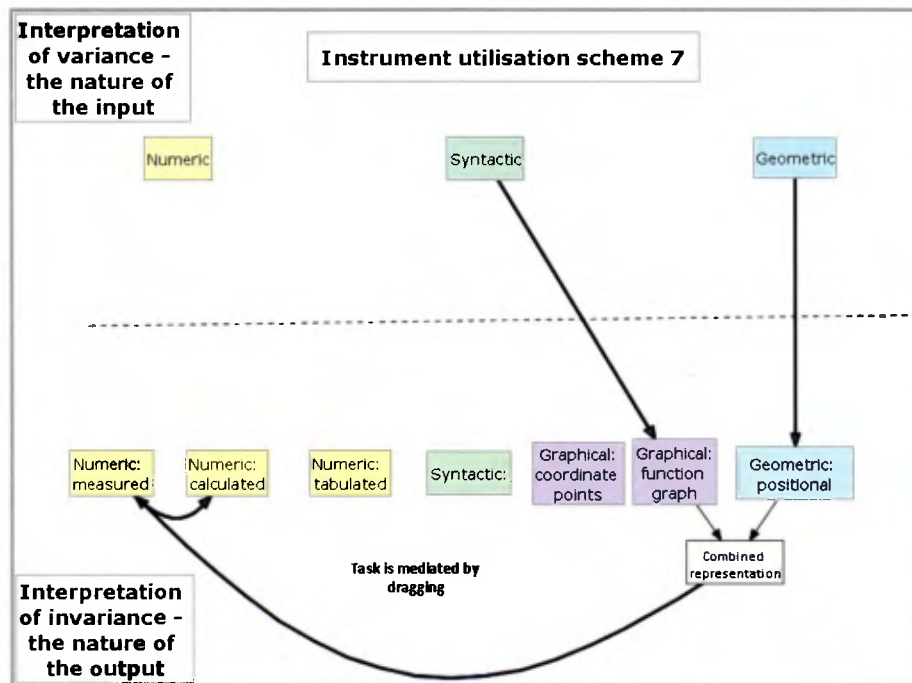 Interpretation
of variance -
the nature of
the input
Instrument utilisation scheme 7
Numeric
Syntactic
Geometric
Numeric:
measured
Numeric:
calculated
Numeric:
tabulated
Syntactic:
Graphical:
coordinate
points
Graphical:
function
graph
Geometric:
positional
Combined
representation
Task is mediated by
dragging
Interpretation
of invariance -
the nature of
the output